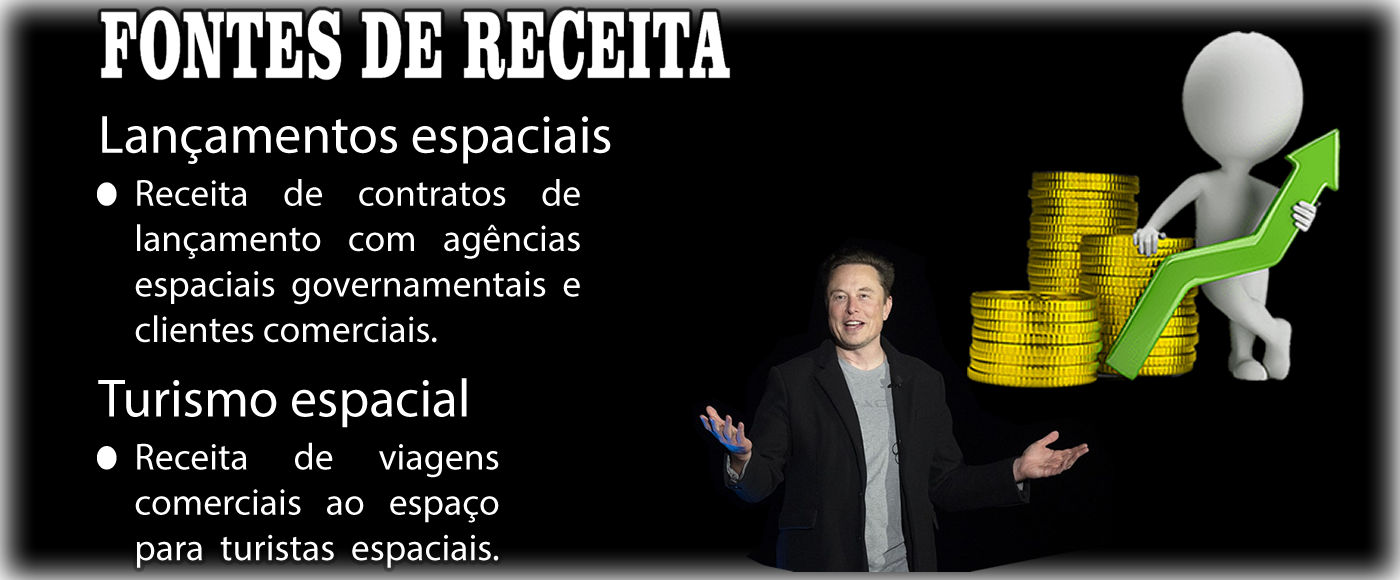 FONTES DE RECEITA
Lançamentos espaciais
Receita de contratos de
lançamento com agências
espaciais governamentais e
clientes comerciais.
Turismo espacial
Receita de viagens
comerciais ao espaço
para turistas espaciais.